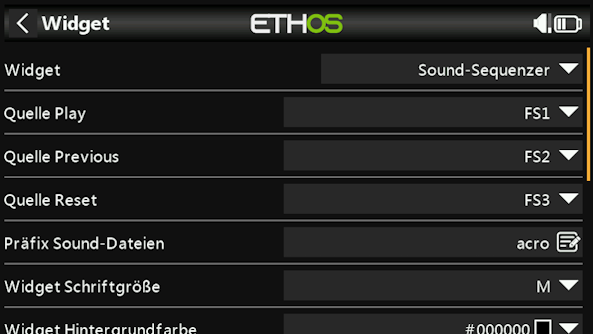 Widget
ETHOS
Widget Sound-Sequenzer
Quelle Play FS1
Quelle Previous FS2
Quelle Reset FS3
Präfix Sound-Dateien acro
Widget Schriftgröße M
Widget Hintergrundfarbe #000000